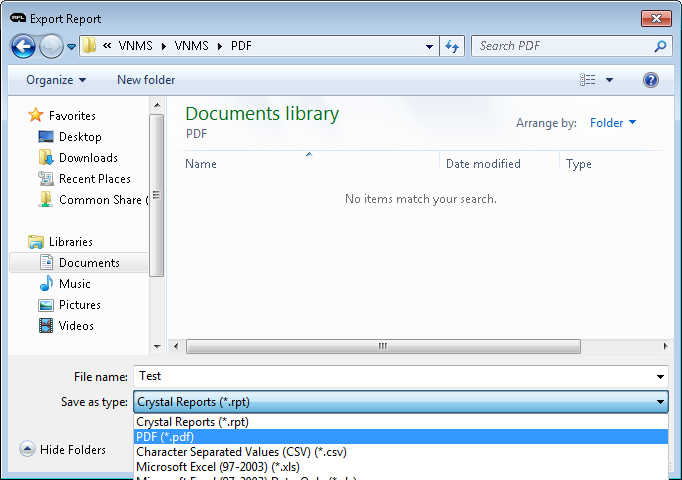 RFL Export Report
VNMS VNMS PDF
Search PDF
Organize New folder
Favorites
Desktop
Downloads
Recent Places
Common Share (
Libraries
Documents
Music
Pictures
Videos
Documents library
PDF
Arrange by: Folder
Name Date modified Type
No items match your search.
File name: Test
Save as type: Crystal Reports (*.rpt)
Crystal Reports (*.rpt)
PDF (*.pdf)
Character Separated Values (CSV) (*.csv)
Microsoft Excel (97-2003) (*.xls)
Hide Folders